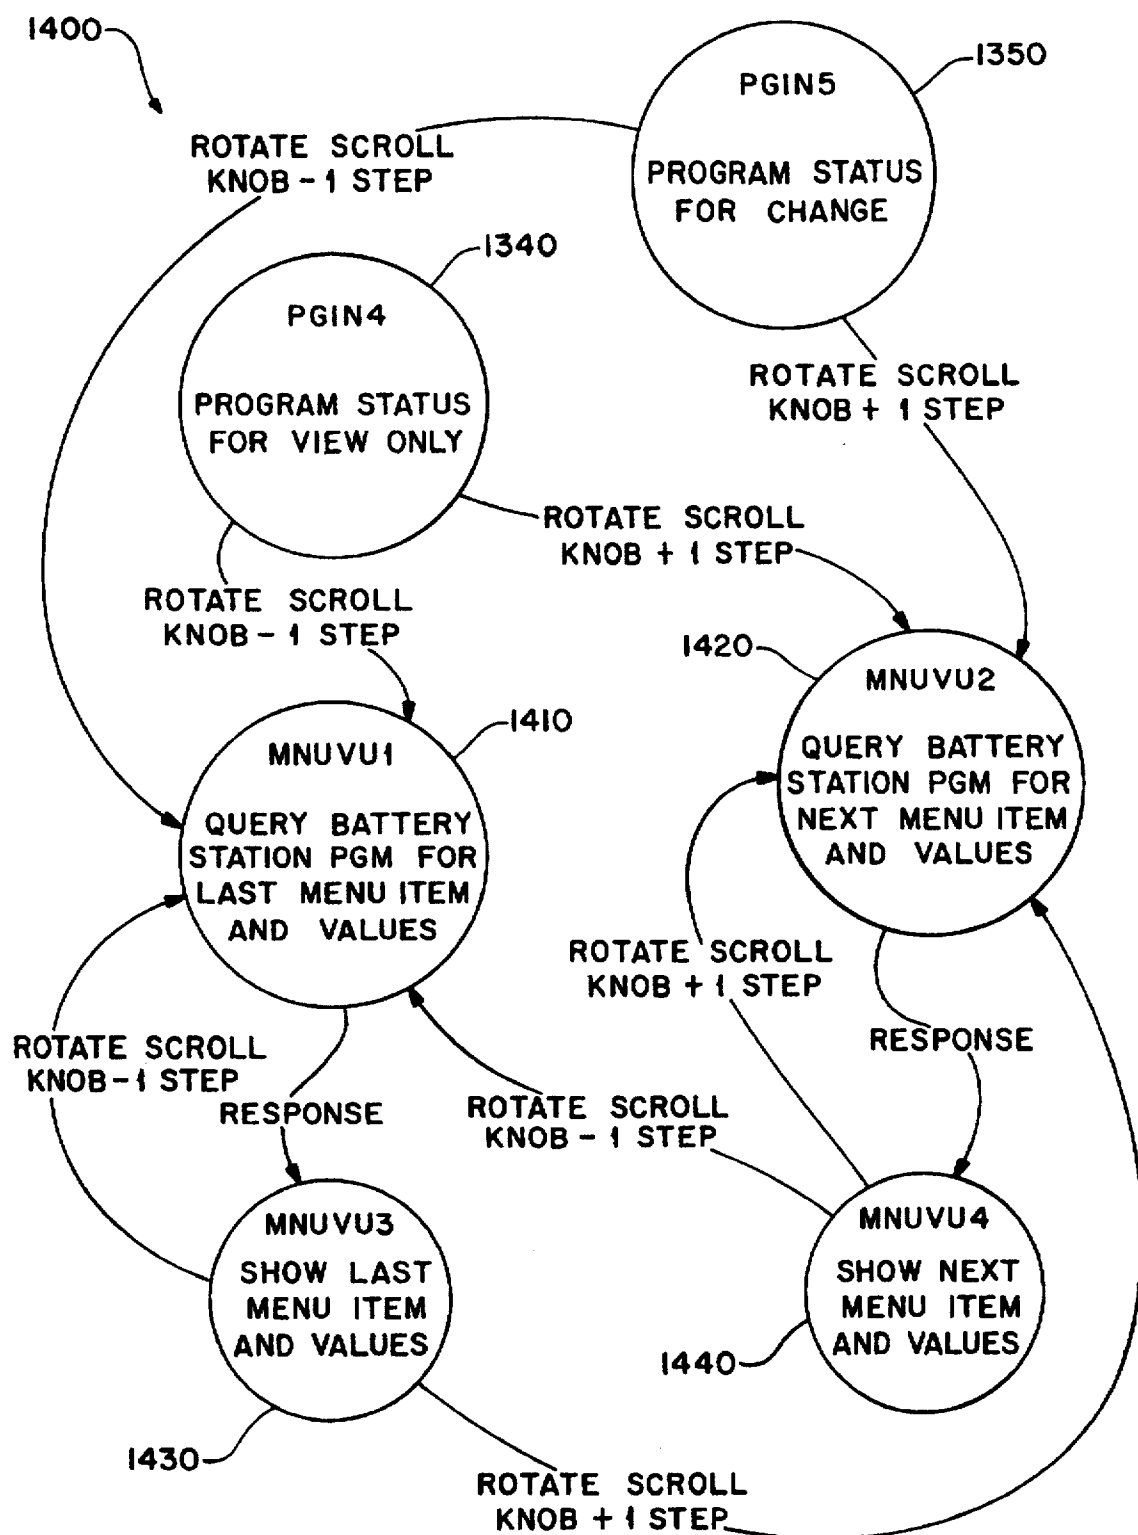 1400
PGIN5
1350
PROGRAM STATUS
FOR CHANGE
ROTATE SCROLL
KNOB - 1 STEP
1340
PGIN4
PROGRAM STATUS
FOR VIEW ONLY
ROTATE SCROLL
KNOB + 1 STEP
ROTATE SCROLL
KNOB + 1 STEP
ROTATE SCROLL
KNOB - 1 STEP
1420
MNUVU2
QUERY BATTERY
STATION PGM FOR
NEXT MENU ITEM
AND VALUES
1410
MNUVU1
QUERY BATTERY
STATION PGM FOR
LAST MENU ITEM
AND VALUES
ROTATE SCROLL
KNOB + 1 STEP
RESPONSE
ROTATE SCROLL
KNOB - 1 STEP
RESPONSE
ROTATE SCROLL
KNOB - 1 STEP
MNUVU3
SHOW LAST
MENU ITEM
AND VALUES
1430
MNUVU4
SHOW NEXT
MENU ITEM
AND VALUES
1440
ROTATE SCROLL
KNOB + 1 STEP